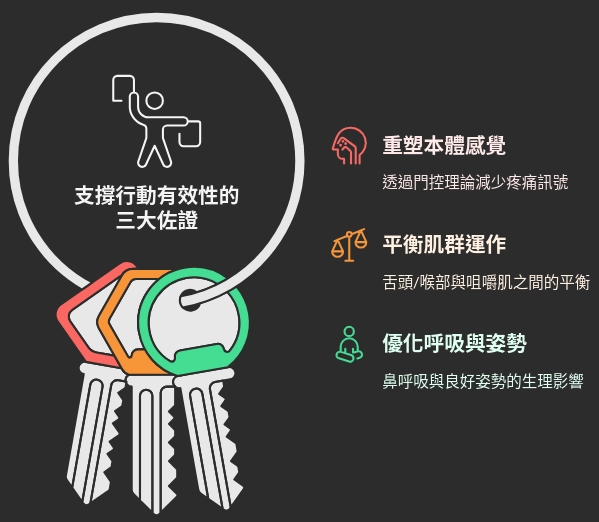 支撐行動有效性的
三大佐證
重塑本體感覺
透過門控理論減少疼痛訊號
平衡肌群運作
舌頭/喉部與咀嚼肌之間的平衡
優化呼吸與姿勢
鼻呼吸與良好姿勢的生理影響